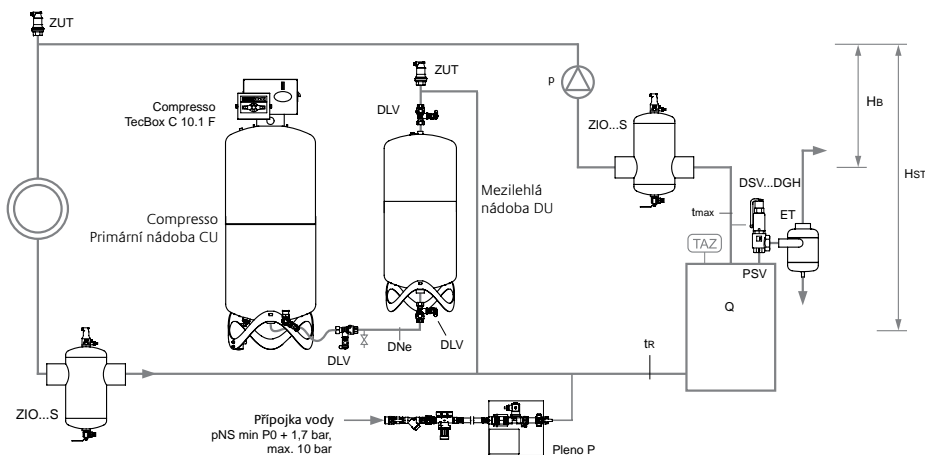 ZUT
ZUT
Compresso
TecBox C 10.1 F
DLV
p
ZIO...S
HB
HST
DSV...DGH
tmax
ET
Mezilehlá
nádoba DU
Compresso
Primární nádoba CU
TAZ
PSV
Q
DNe
DLV
DLV
tR
ZIO...S
Přípojka vody
pNS min P0 + 1,7 bar,
max. 10 bar
Pleno P